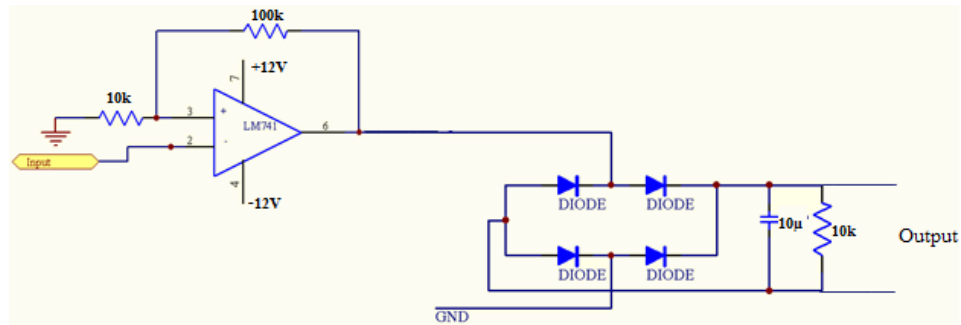 100k
+12V
7
10k
3
+
LM741
6
2
-
Input
4
-12V
DIODE
DIODE
10μ
10k
Output
DIODE
DIODE
GND